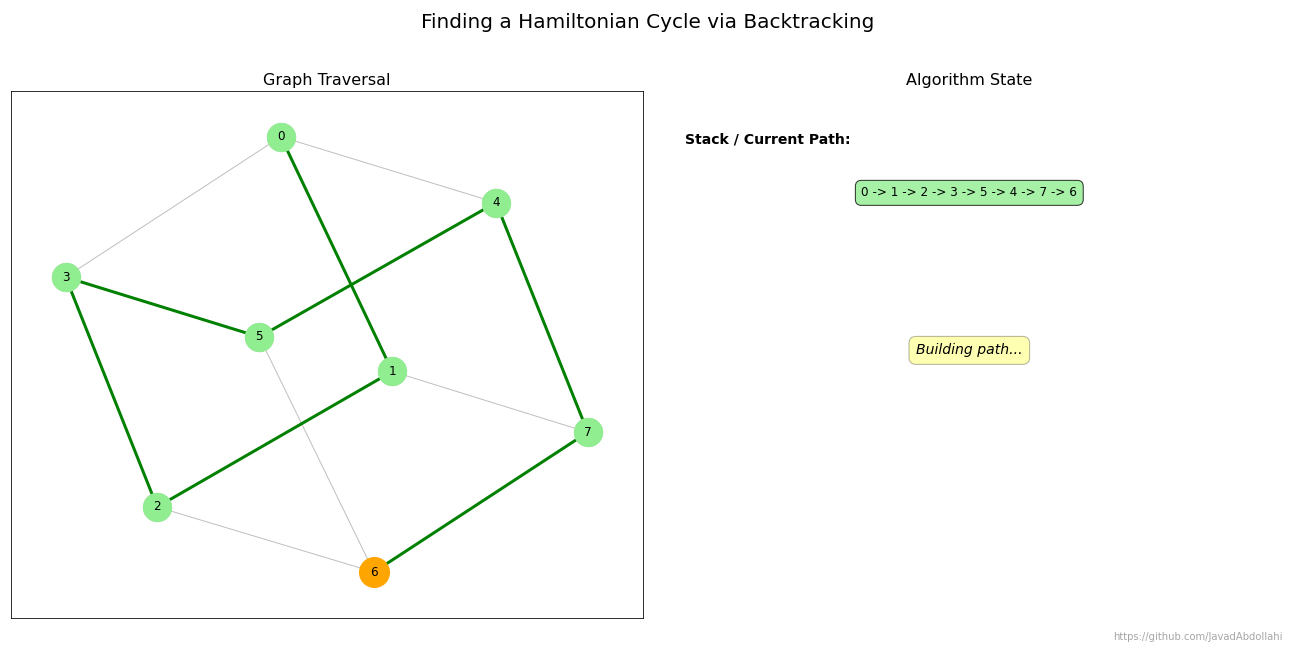 Finding a Hamiltonian Cycle via Backtracking
Graph Traversal
0
4
3
5
1
7
2
6
Algorithm State
Stack / Current Path:
0 -> 1 -> 2 -> 3 -> 5 -> 4 -> 7 -> 6
Building path...
https://github.com/JavadAbdollahi